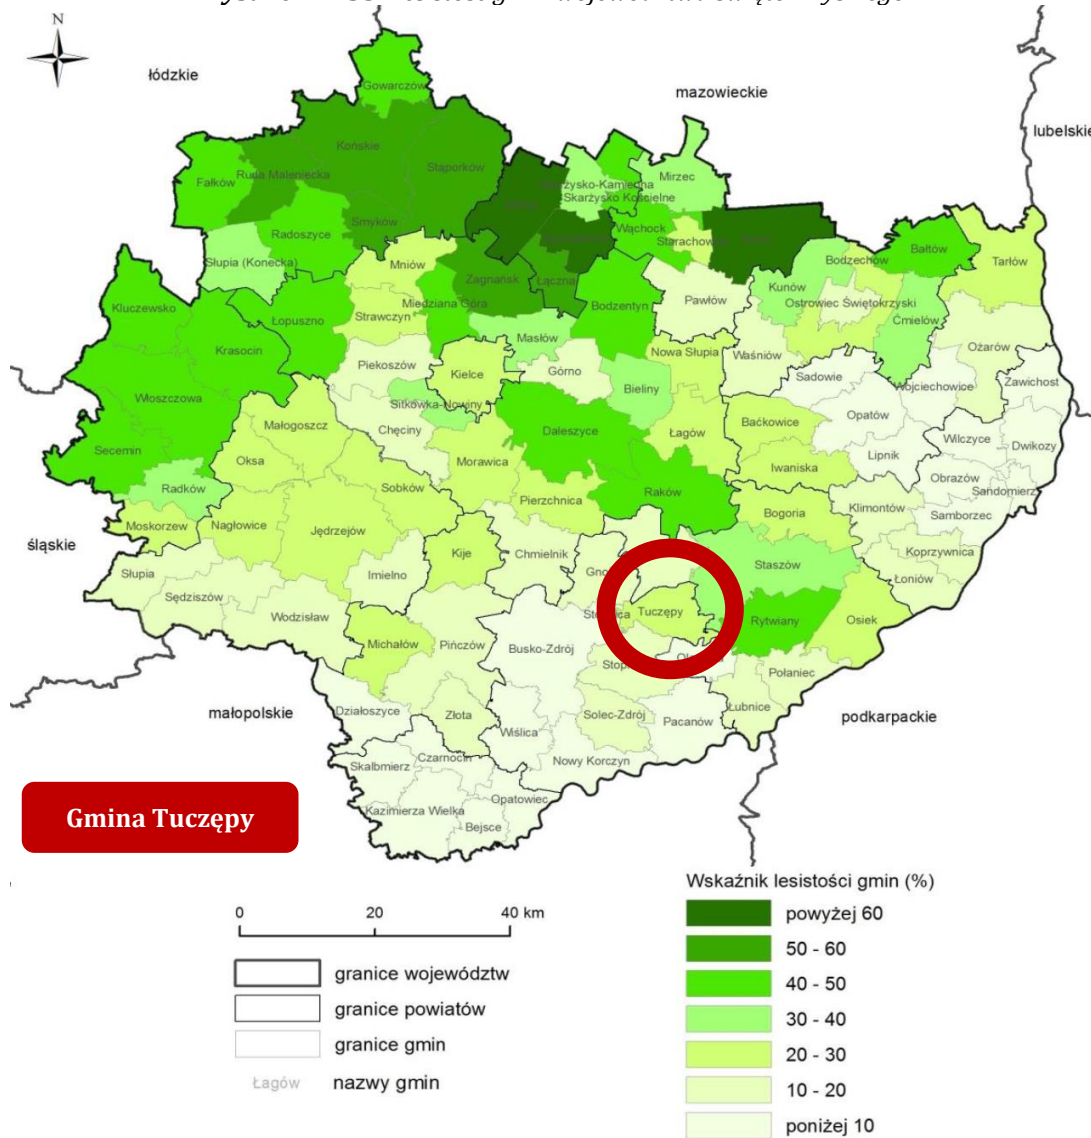 N
łódzkie
mazowieckie
lubelskie
Gowarczów
Końskie
Stąporków
Ruda Maleniecka
Fałków
Smyków
Radoszyce
Słupia (Konecka)
Skarżysko Kościelne
Mirzec
Wąchock
Bałtów
Bodzechów
Tarłów
Mniów
Zagnańsk
Łączna
Kunów
Kluczewsko
Łopuszno
Miedziana Góra
Bodzentyn
Pawłów
Ostrowiec Świętokrzyski
Strawczyn
Ćmielów
Krasocin
Masłów
Ożarów
Piekoszów
Nowa Słupia
Waśniów
Kielce
Górno
Sadowie
Zawichost
Włoszczowa
Sitkówka-Nowiny
Bieliny
Wojciechowice
Małogoszcz
Chęciny
Opatów
Baćkowice
Daleszyce
Łagów
Wilczyce
Dwikozy
Secemin
Oksa
Morawica
Lipnik
Iwaniska
Obrazów
Radków
Sobków
Raków
Sandomierz
Pierzchnica
Klimontów
Samborzec
Moskorzew
Nagłowice
Jędrzejów
Bogoria
śląskie
Kije
Chmielnik
Koprzywnica
Staszów
Słupia
Imielno
Łoniów
Sędziszów
Tuczępy
Wodzisław
Rytwiany
Osiek
Michałów
Pińczów
Busko-Zdrój
Połaniec
małopolskie
Działoszyce
Złota
Solec-Zdrój
Pacanów
Łubnice
podkarpackie
Wiślica
Czarnocin
Skalbmierz
Nowy Korczyn
Opatowiec
Kazimierza Wielka
Bejsce
Gmina Tuczępy
0 20 40 km
granice województw
granice powiatów
granice gmin
Łagów nazwy gmin
Wskaźnik lesistości gmin (%)
powyżej 60
50 - 60
40 - 50
30 - 40
20 - 30
10 - 20
poniżej 10